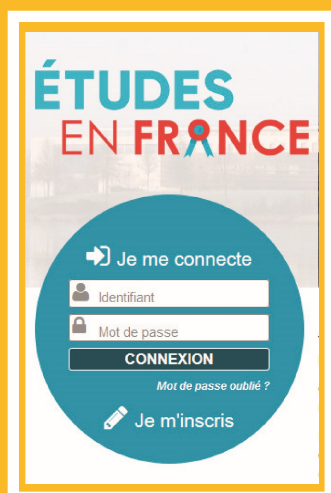 ÉTUDES
EN FRANCE
Je me connecte
Identifiant
Mot de passe
CONNEXION
Mot de passe oublié ?
Je m'inscris